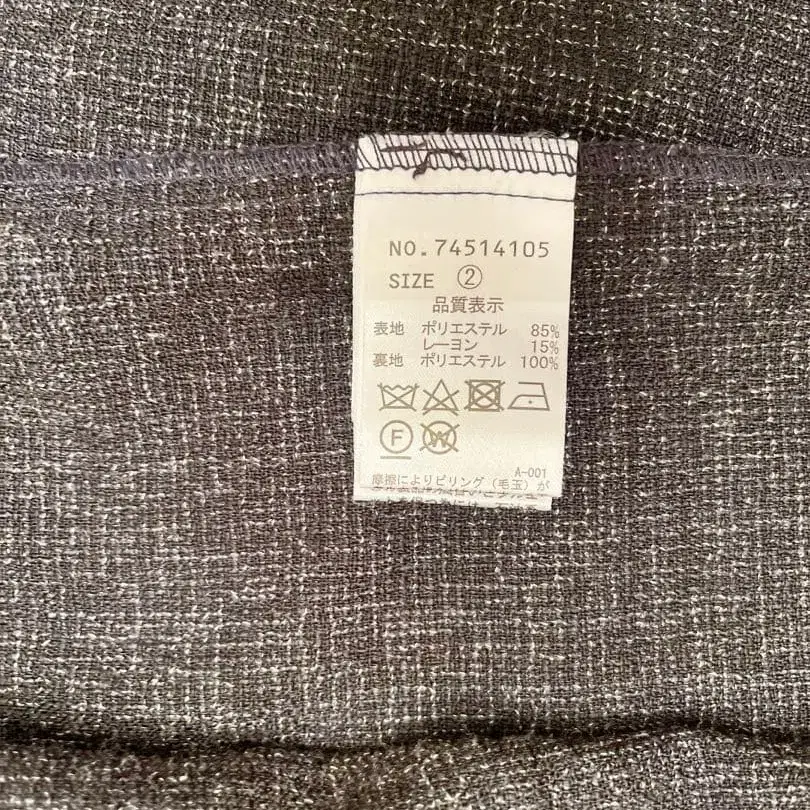 NO.74514105
SIZE ②
品質表示
表地 ポリエステル 85%
レーヨン 15%
裏地 ポリエステル 100%
F W
A-001
摩擦によりピリング（毛玉）が